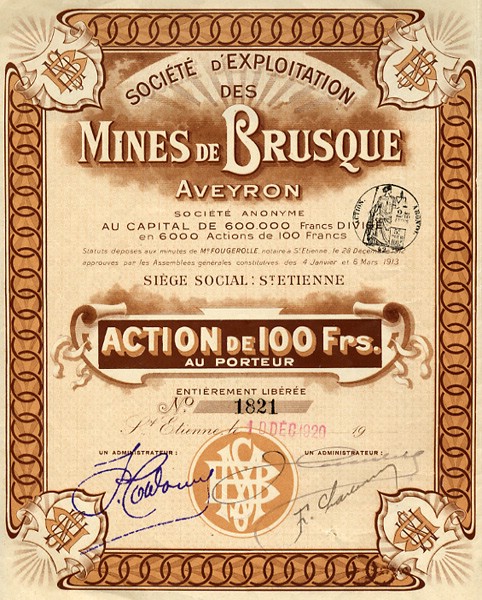 SOCIÉTÉ D'EXPLOITATION
DES
MINES DE BRUSQUE
AVEYRON
SOCIÉTÉ ANONYME
AU CAPITAL DE 600.000 Francs DIVISÉ
en 6000 Actions de 100 Francs
Statuts déposés aux minutes de Me FOUGEROLLE, notaire à St Etienne, le 28 Décembre
approuvés par les Assemblées générales constitutives des 4 Janvier et 6 Mars 1913.
SIÈGE SOCIAL: St ETIENNE
ACTION DE 100 Frs.
AU PORTEUR
ENTIÈREMENT LIBÉRÉE
No 1821
St Etienne, le 10 DEC 1920 19
UN ADMINISTRATEUR: UN ADMINISTRATEUR: